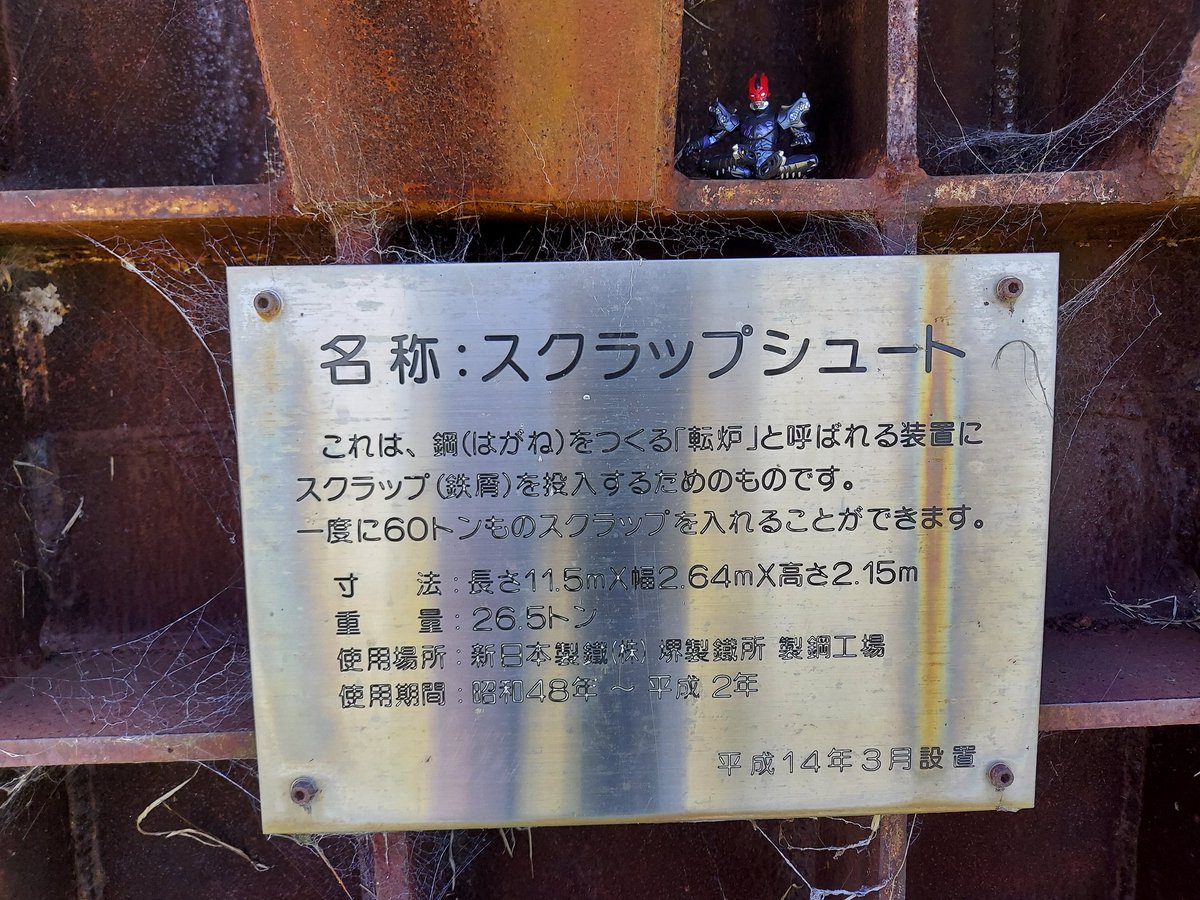 名称:スクラップシュート
これは、鋼(はがね)をつくる「転炉」と呼ばれる装置に
スクラップ(鉄屑)を投入するためのものです。
一度に60トンものスクラップを入れることができます。
寸 法:長さ11.5mX幅2.64mX高さ2.15m
重 量:26.5トン
使用場所:新日本製鐵(株) 堺製鐵所 製鋼工場
使用期間:昭和48年 ~ 平成 2年
平成14年3月設置